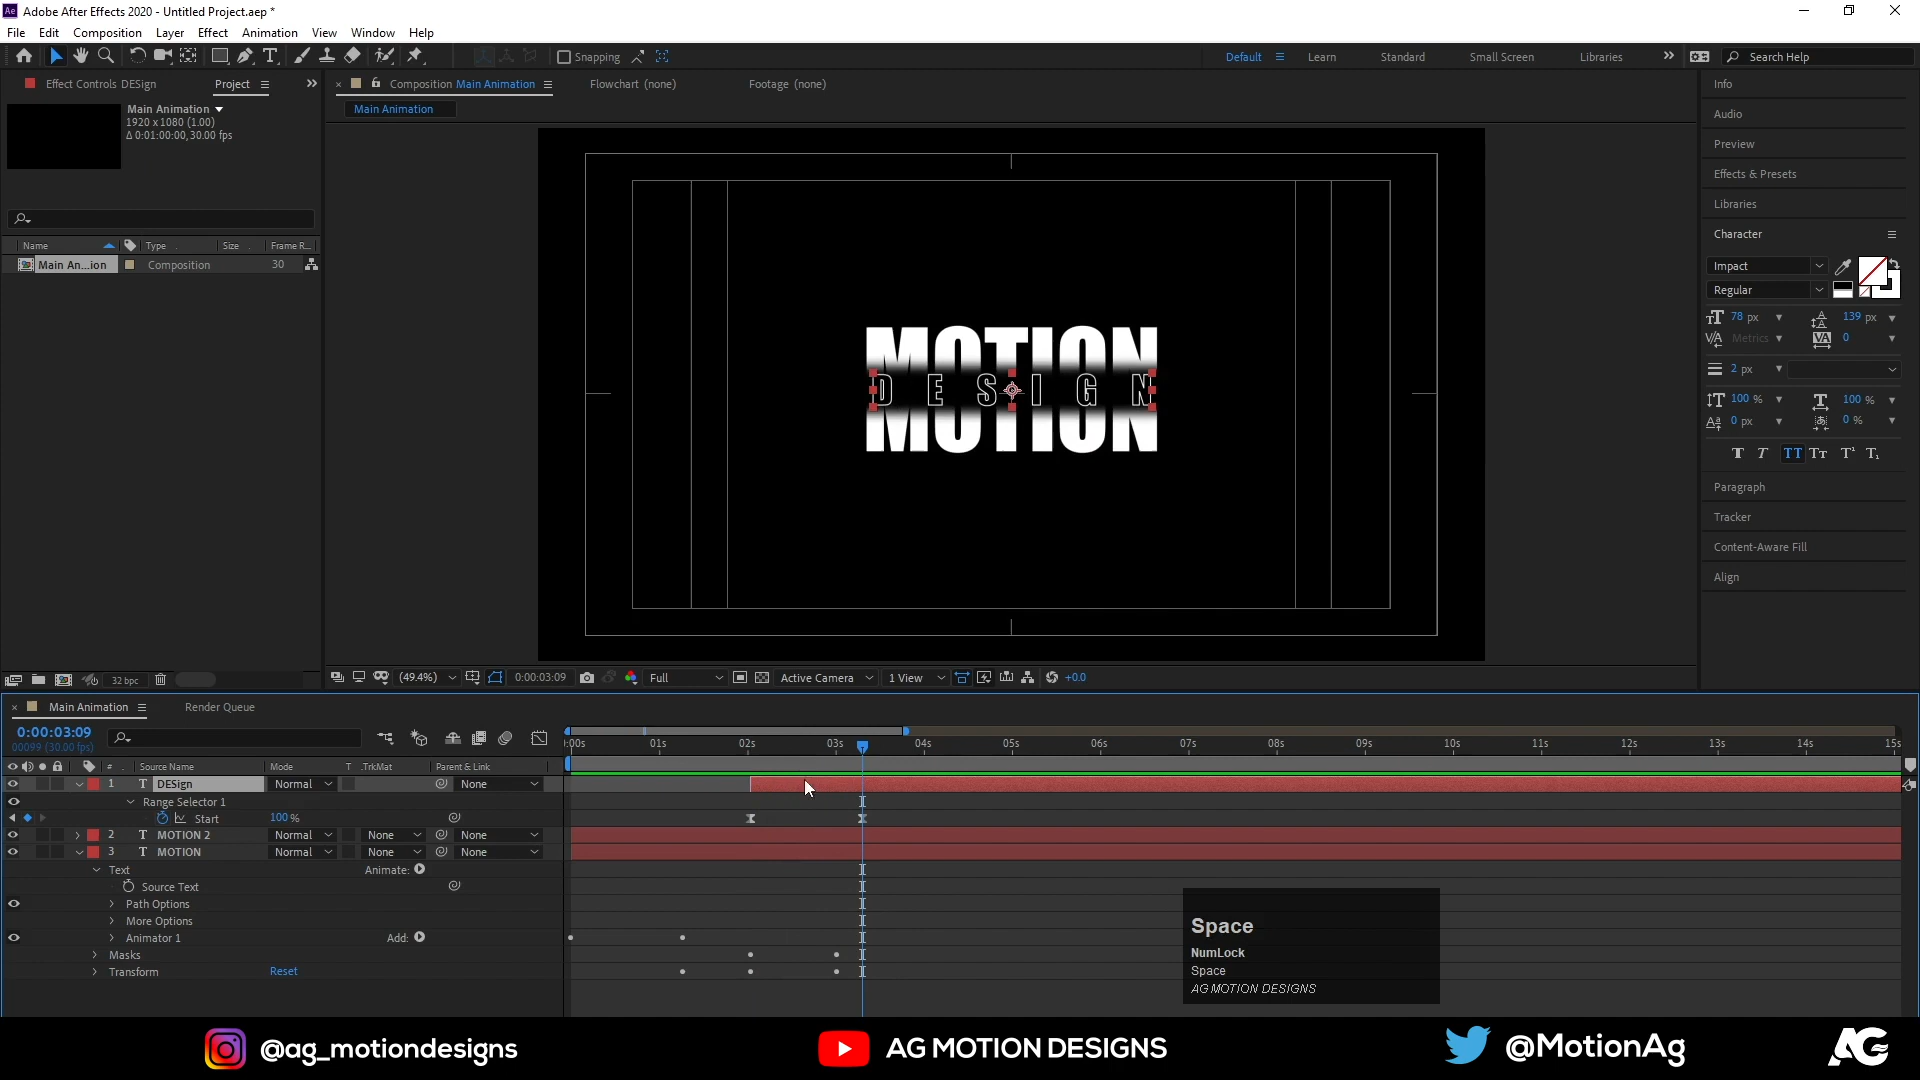 Adobe After Effects 2020 - Untitled Project.aep *
File Edit Composition Layer Effect Animation View Window Help
Snapping
Default Learn Standard Small Screen Libraries Search Help
Effect Controls DESign Project
Composition Main Animation Flowchart (none) Footage (none)
Main Animation
Main Animation
1920 x 1080 (1.00)
Δ 0:01:00:00, 30.00 fps
Name Type Size Frame R...
Main An...ion Composition 30
Info
Audio
Preview
Effects & Presets
Libraries
Character
Impact
Regular
78 px 139 px
Metrics 0
2 px
100 % 100 %
0 px 0 %
Paragraph
Tracker
Content-Aware Fill
Align
MOTION
DESIGN
MOTION
32 bpc
(49.4%) 0:00:03:09 Full Active Camera 1 View +0.0
Main Animation Render Queue
0:00:03:09
00099 (30.00 fps)
:00s 01s 02s 03s 04s 05s 06s 07s 08s 09s 10s 11s 12s 13s 14s 15s
# Source Name Mode T .TrkMat Parent & Link
1 T DESign Normal None
Range Selector 1
Start 100 %
2 T MOTION 2 Normal None None
3 T MOTION Normal None None
Text Animate:
Source Text
Path Options
More Options
Animator 1 Add:
Masks
Transform Reset
Space
NumLock
Space
AG MOTION DESIGNS
@ag_motiondesigns AG MOTION DESIGNS @MotionAg AG